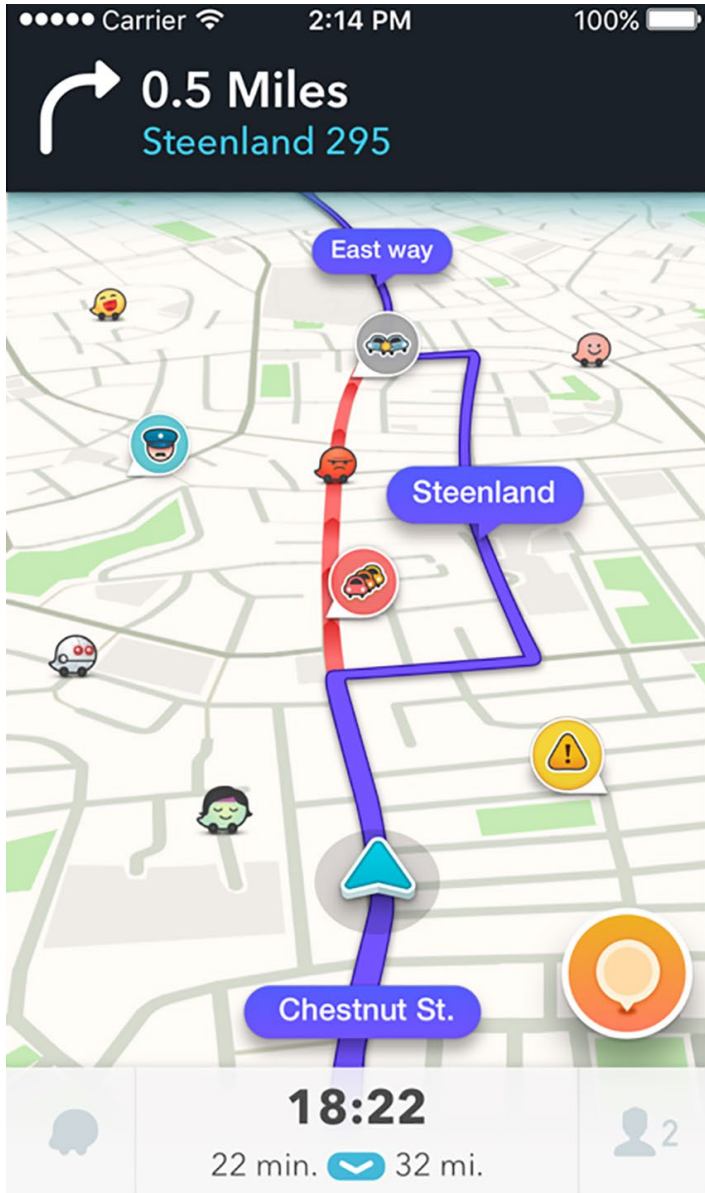 Carrier 2:14 PM 100%
0.5 Miles
Steenland 295
East way
Steenland
!
Chestnut St.
18:22
22 min. 32 mi.
2